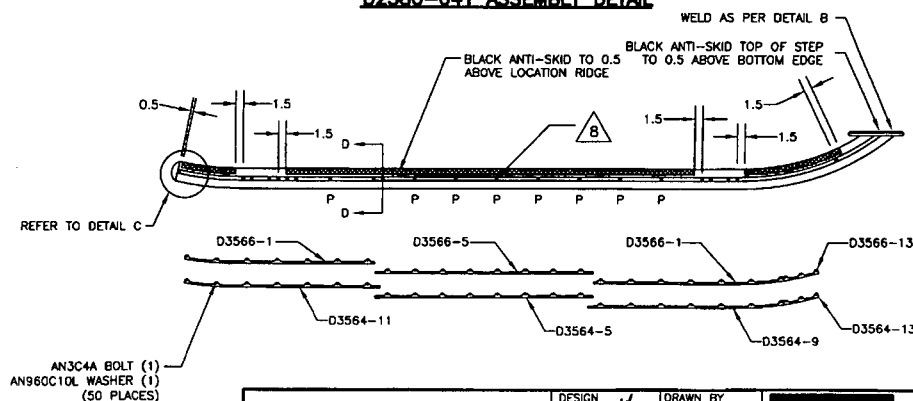 D2580-041 ASSEMBLY DETAIL
WELD AS PER DETAIL B
BLACK ANTI-SKID TO 0.5
ABOVE LOCATION RIDGE
BLACK ANTI-SKID TOP OF STEP
TO 0.5 ABOVE BOTTOM EDGE
0.5
1.5
1.5
8
1.5
1.5
1.5
D
D
P P P P P P P P
REFER TO DETAIL C
D3566-1
D3566-5
D3566-1
D3566-13
D3564-11
D3564-5
D3564-9
D3564-13
AN3C4A BOLT (1)
AN960C10L WASHER (1)
(50 PLACES)
DESIGN
DRAWN BY